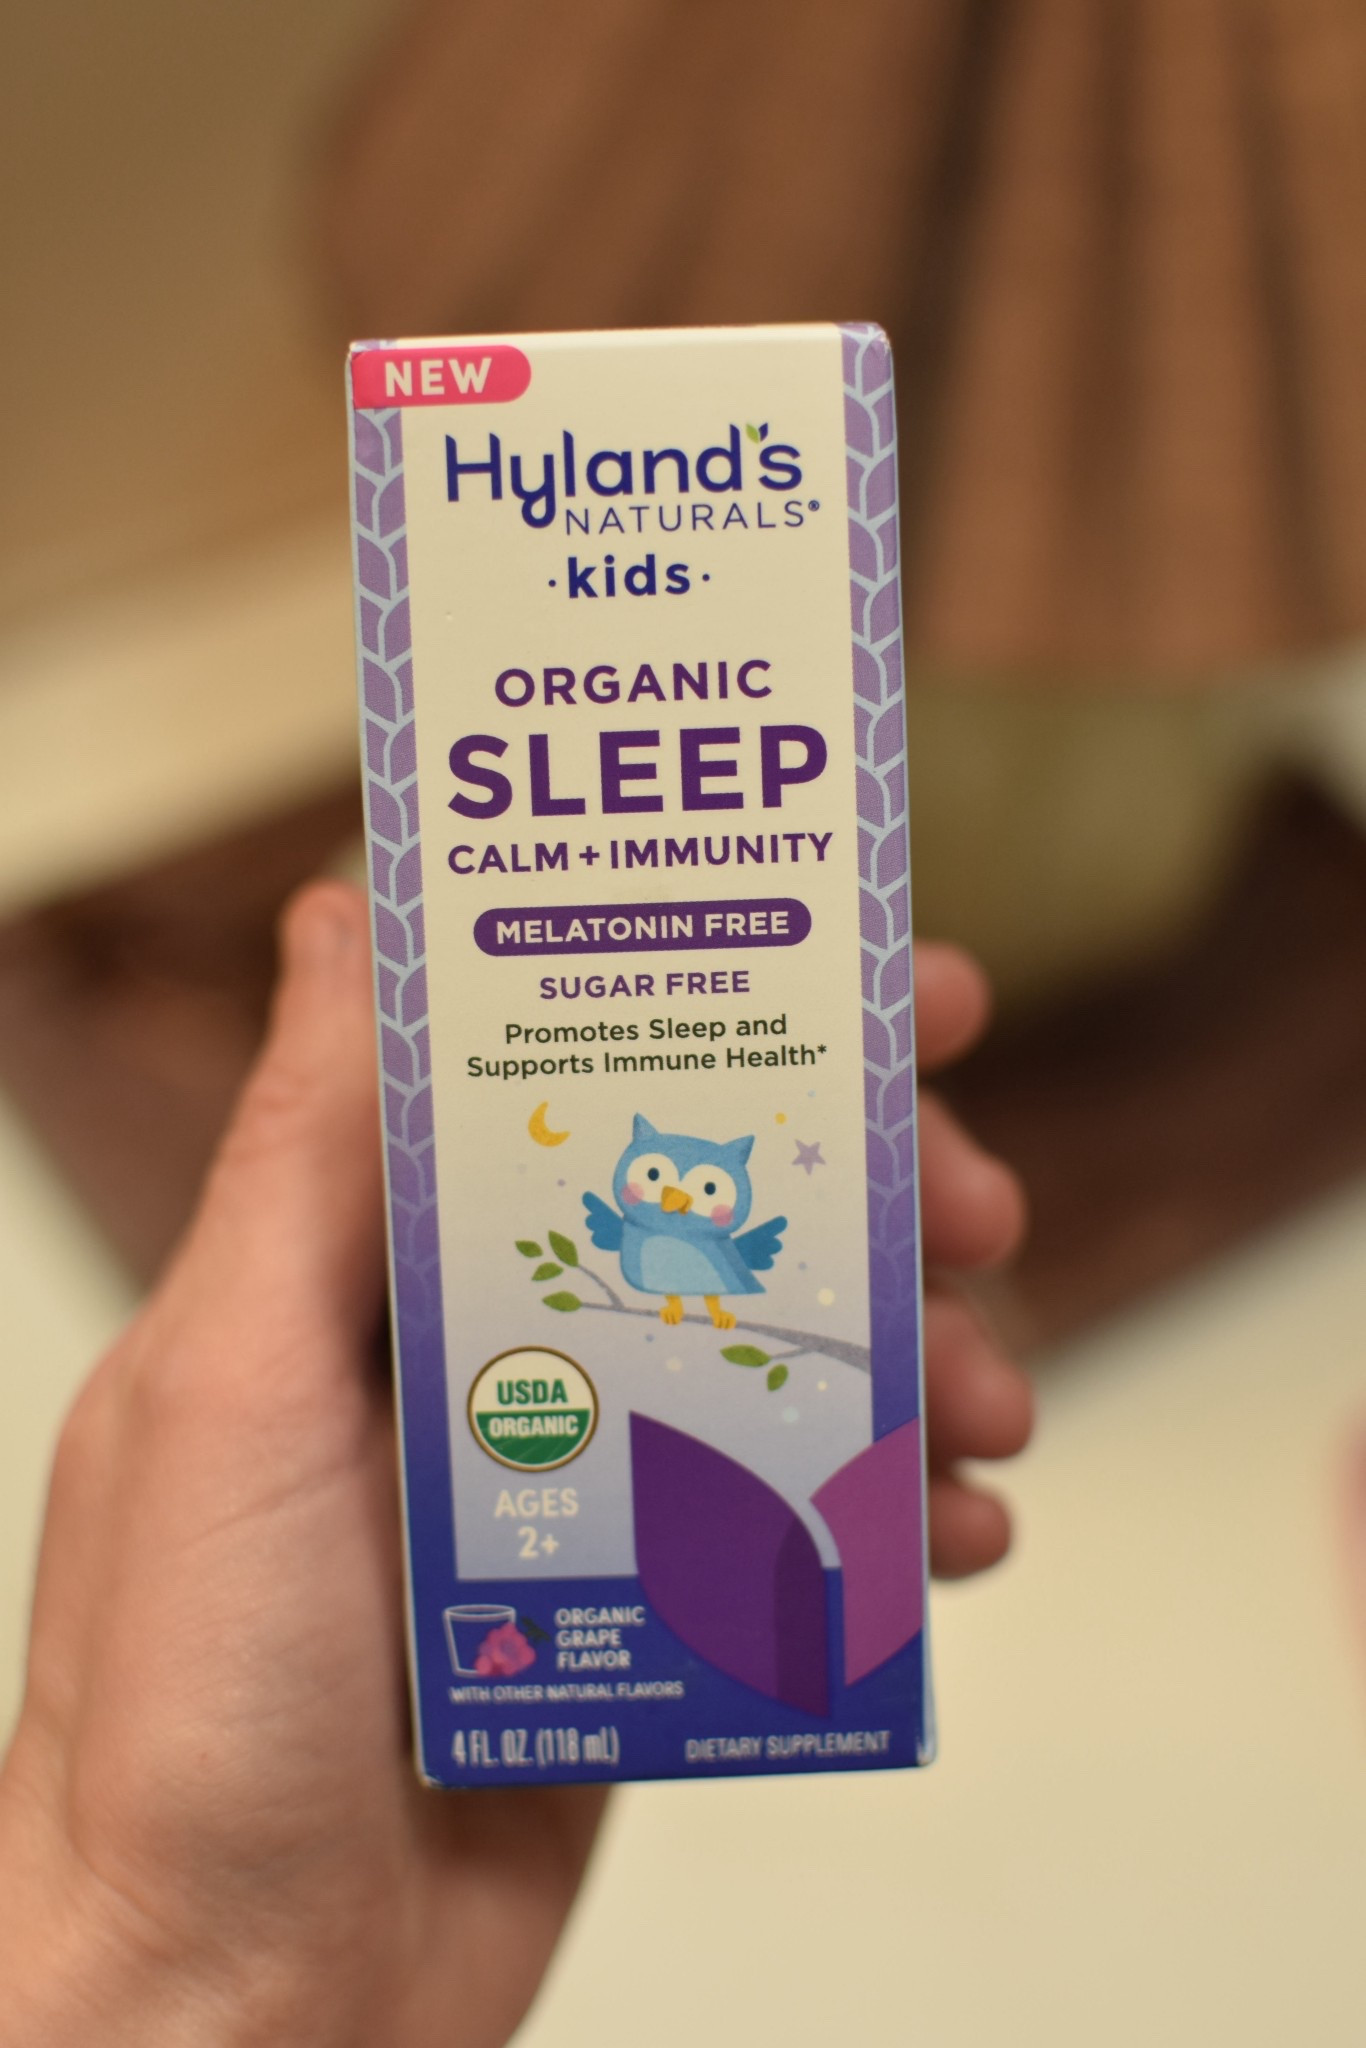 NEW
Hyland's
NATURALS®
·kids·
ORGANIC
SLEEP
CALM + IMMUNITY
MELATONIN FREE
SUGAR FREE
Promotes Sleep and
Supports Immune Health*
USDA
ORGANIC
AGES
2+
ORGANIC
GRAPE
FLAVOR
WITH OTHER NATURAL FLAVORS
4 FL. OZ. (118 mL)
DIETARY SUPPLEMENT